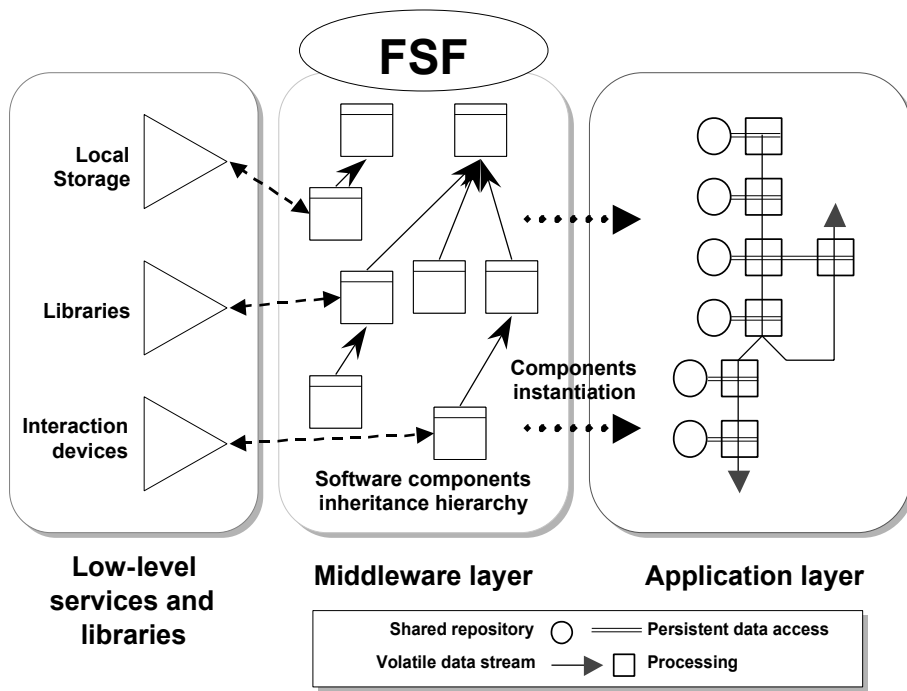 FSF
Local
Storage
Libraries
Interaction
devices
Components
instantiation
Software components
inheritance hierarchy
Low-level
services and
libraries
Middleware layer
Application layer
Shared repository
Persistent data access
Volatile data stream
Processing